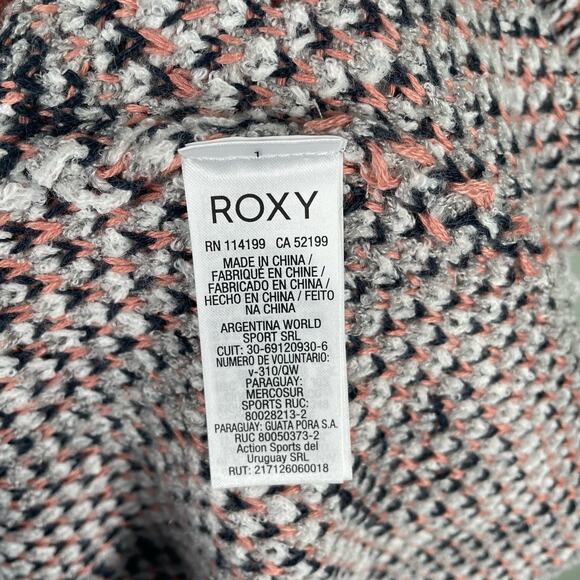 1
ROXY
RN 114199 CA 52199
MADE IN CHINA /
FABRIQUÉ EN CHINE /
FABRICADO EN CHINA /
HECHO EN CHINA / FEITO
NA CHINA
ARGENTINA WORLD
SPORT SRL
CUIT: 30-69120930-6
NUMERO DE VOLUNTARIO:
v-310/QW
PARAGUAY:
MERCOSUR
SPORTS RUC:
80028213-2
PARAGUAY: GUATA PORA S.A.
RUC 80050373-2
Action Sports del
Uruguay SRL
RUT: 217126060018